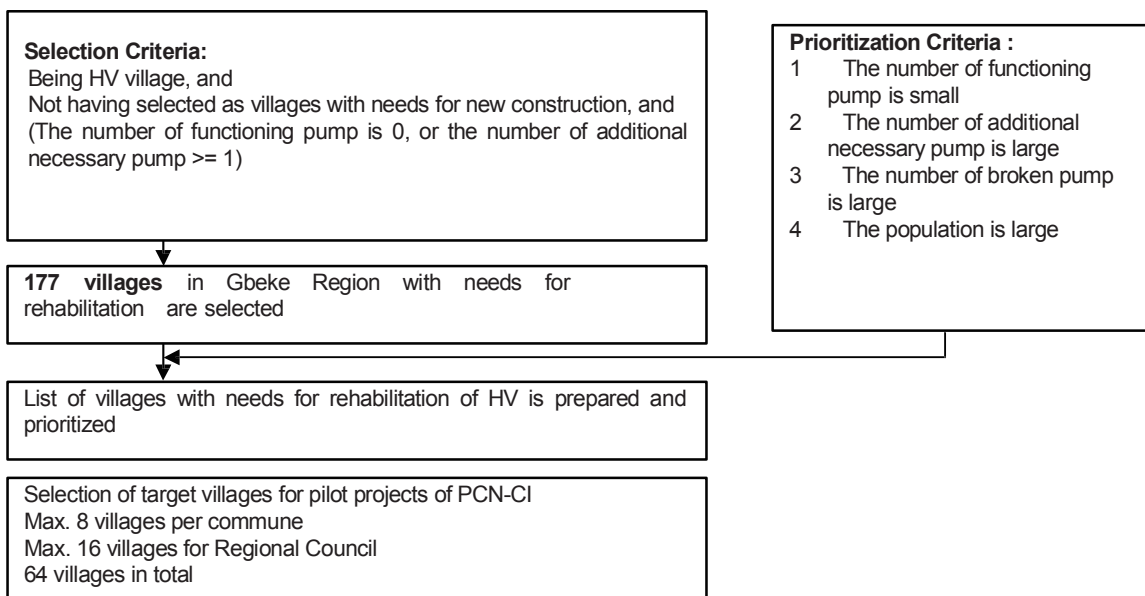 Selection Criteria:
Being HV village, and
Not having selected as villages with needs for new construction, and
(The number of functioning pump is 0, or the number of additional
necessary pump >= 1)
Prioritization Criteria :
1 The number of functioning
pump is small
2 The number of additional
necessary pump is large
3 The number of broken pump
is large
4 The population is large
177 villages in Gbeke Region with needs for
rehabilitation are selected
List of villages with needs for rehabilitation of HV is prepared and
prioritized
Selection of target villages for pilot projects of PCN-CI
Max. 8 villages per commune
Max. 16 villages for Regional Council
64 villages in total